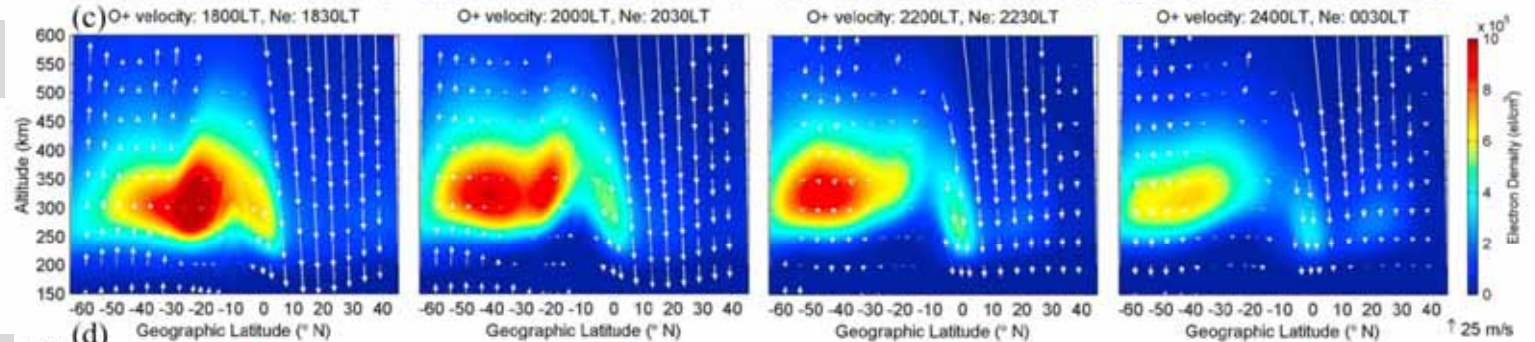 (c)
O+ velocity: 1800LT, Ne: 1830LT
O+ velocity: 2000LT, Ne: 2030LT
O+ velocity: 2200LT, Ne: 2230LT
O+ velocity: 2400LT, Ne: 0030LT
Altitude (km)
600
550
500
450
400
350
300
250
200
150
-60 -50 -40 -30 -20 -10 0 10 20 30 40
-60 -50 -40 -30 -20 -10 0 10 20 30 40
-60 -50 -40 -30 -20 -10 0 10 20 30 40
-60 -50 -40 -30 -20 -10 0 10 20 30 40
Geographic Latitude (° N)
Geographic Latitude (° N)
Geographic Latitude (° N)
Geographic Latitude (° N)
x 10⁵
10
8
6
4
2
0
Electron Density (el/cm³)
↑ 25 m/s
(d)